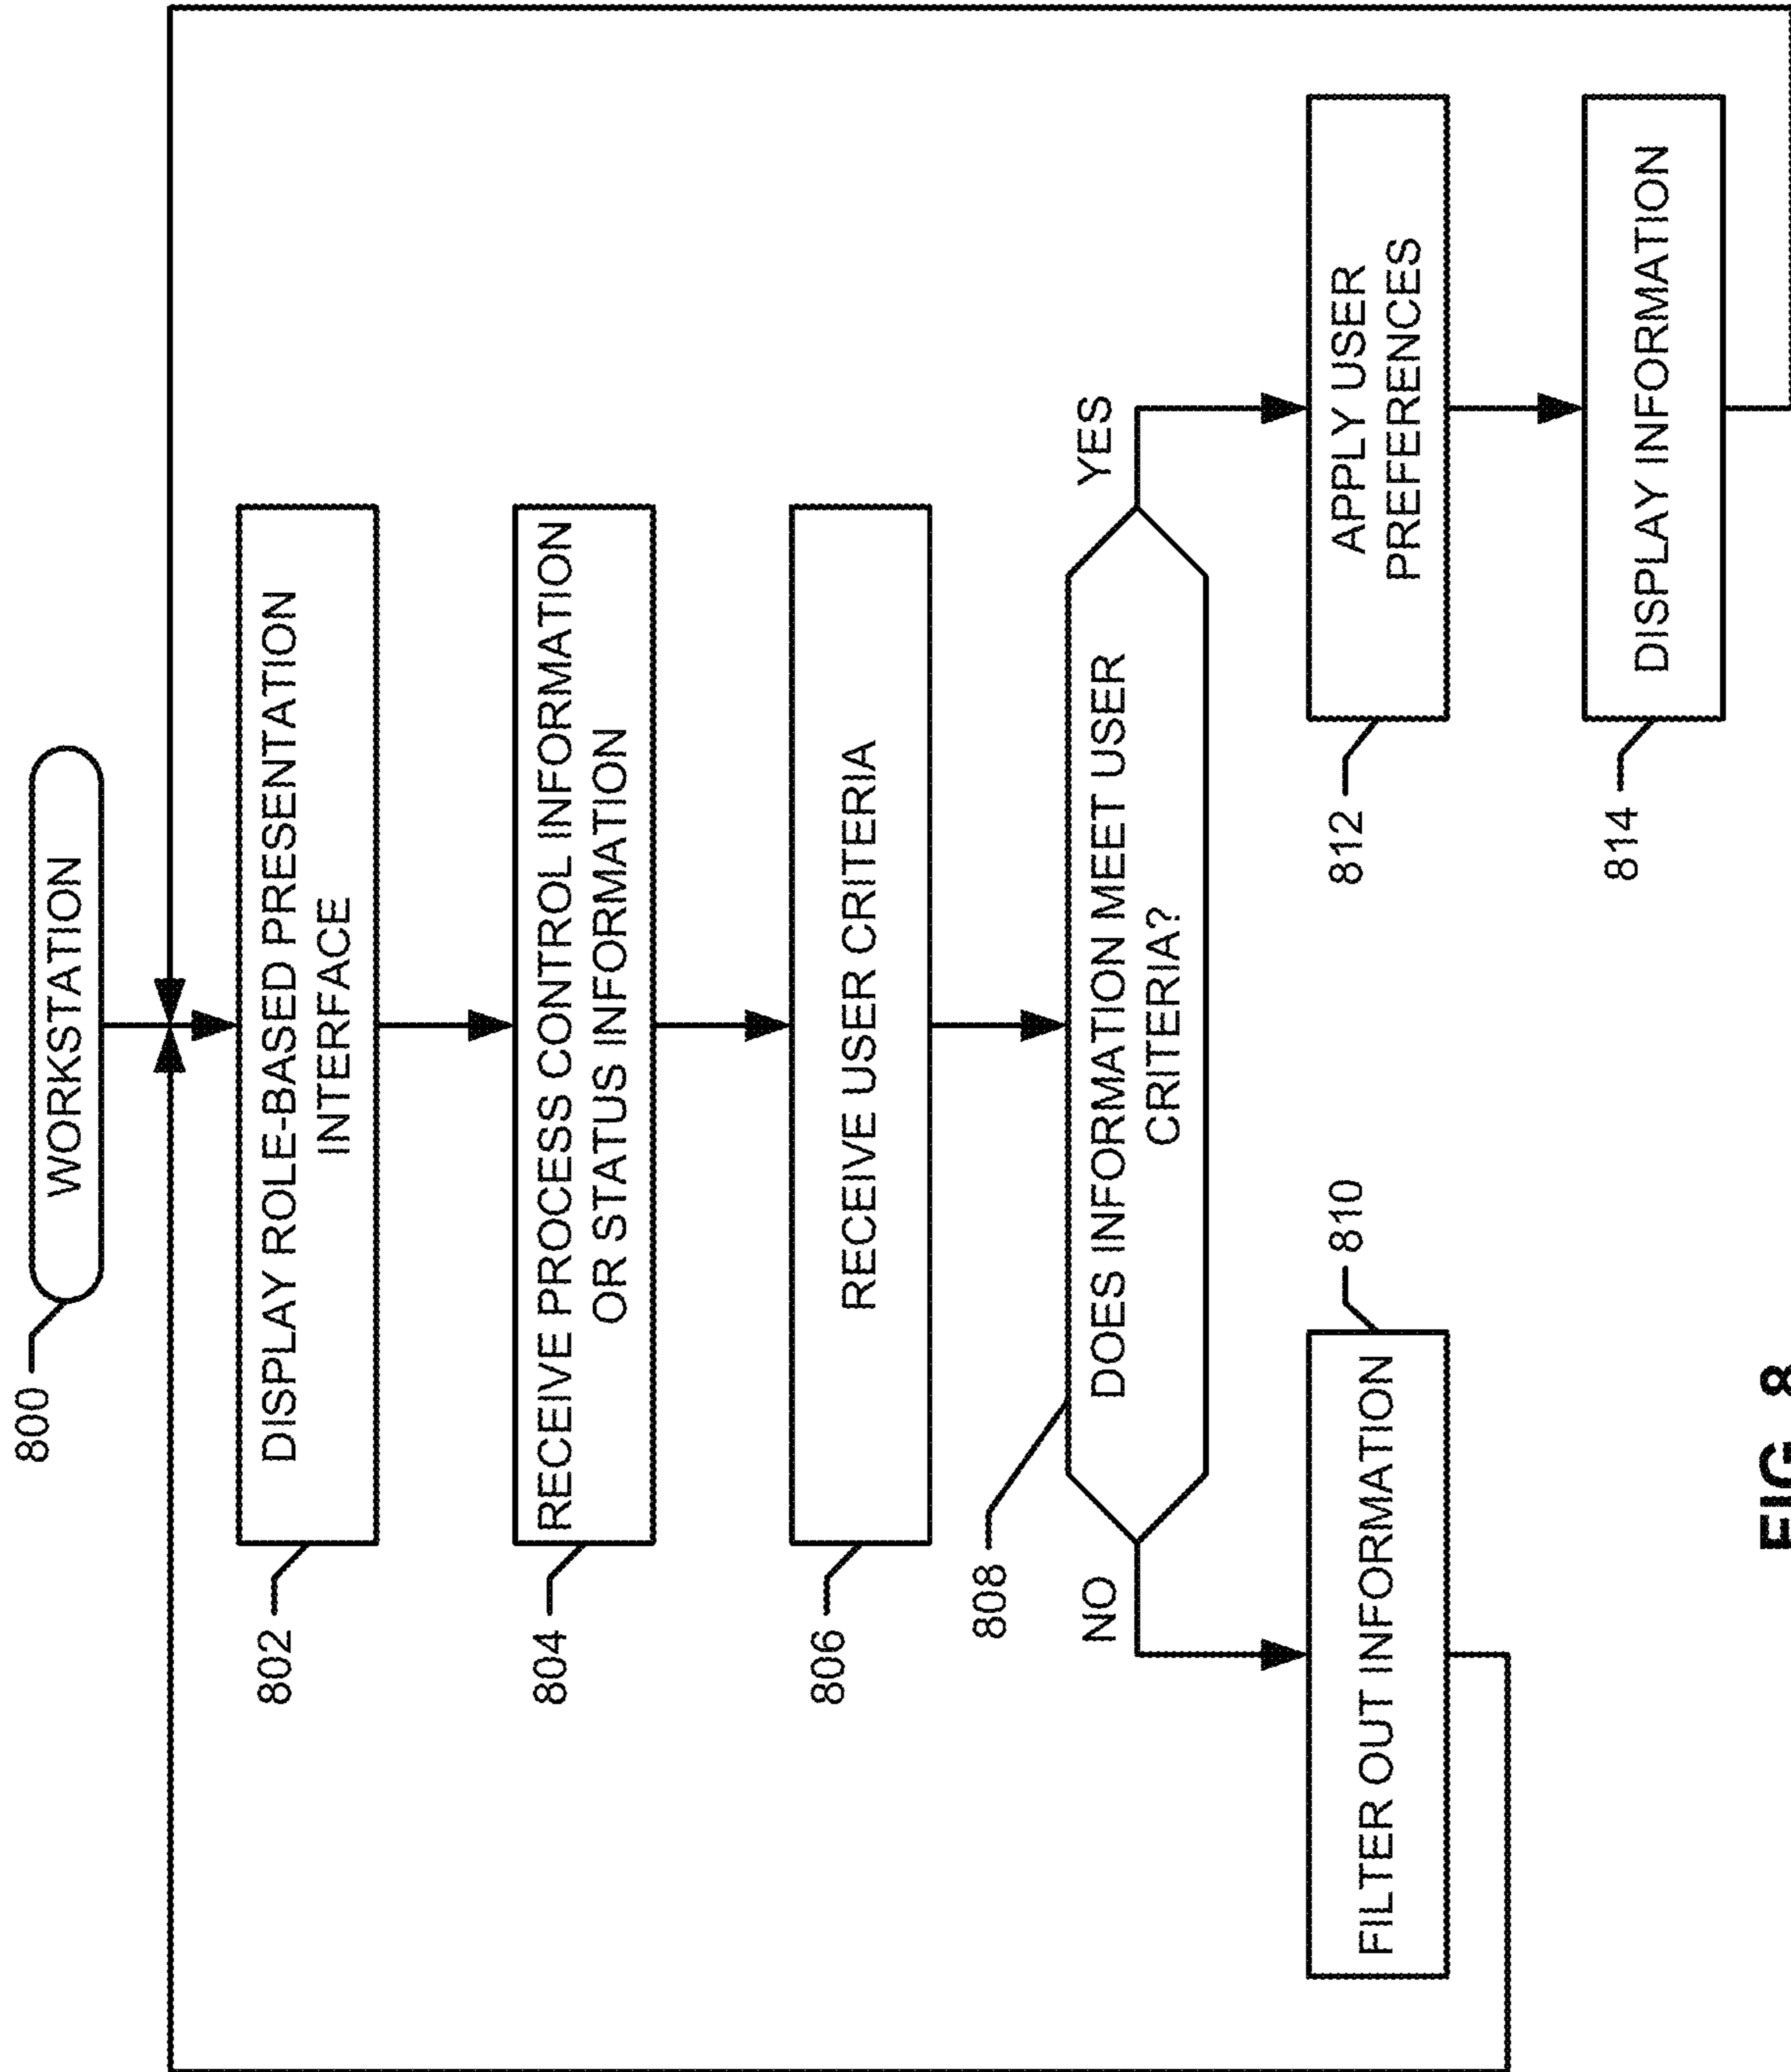 800
WORKSTATION
802
DISPLAY ROLE-BASED PRESENTATION
INTERFACE
804
RECEIVE PROCESS CONTROL INFORMATION
OR STATUS INFORMATION
806
RECEIVE USER CRITERIA
808
DOES INFORMATION MEET USER
CRITERIA?
NO
YES
810
FILTER OUT INFORMATION
812
APPLY USER
PREFERENCES
814
DISPLAY INFORMATION
FIG. 8